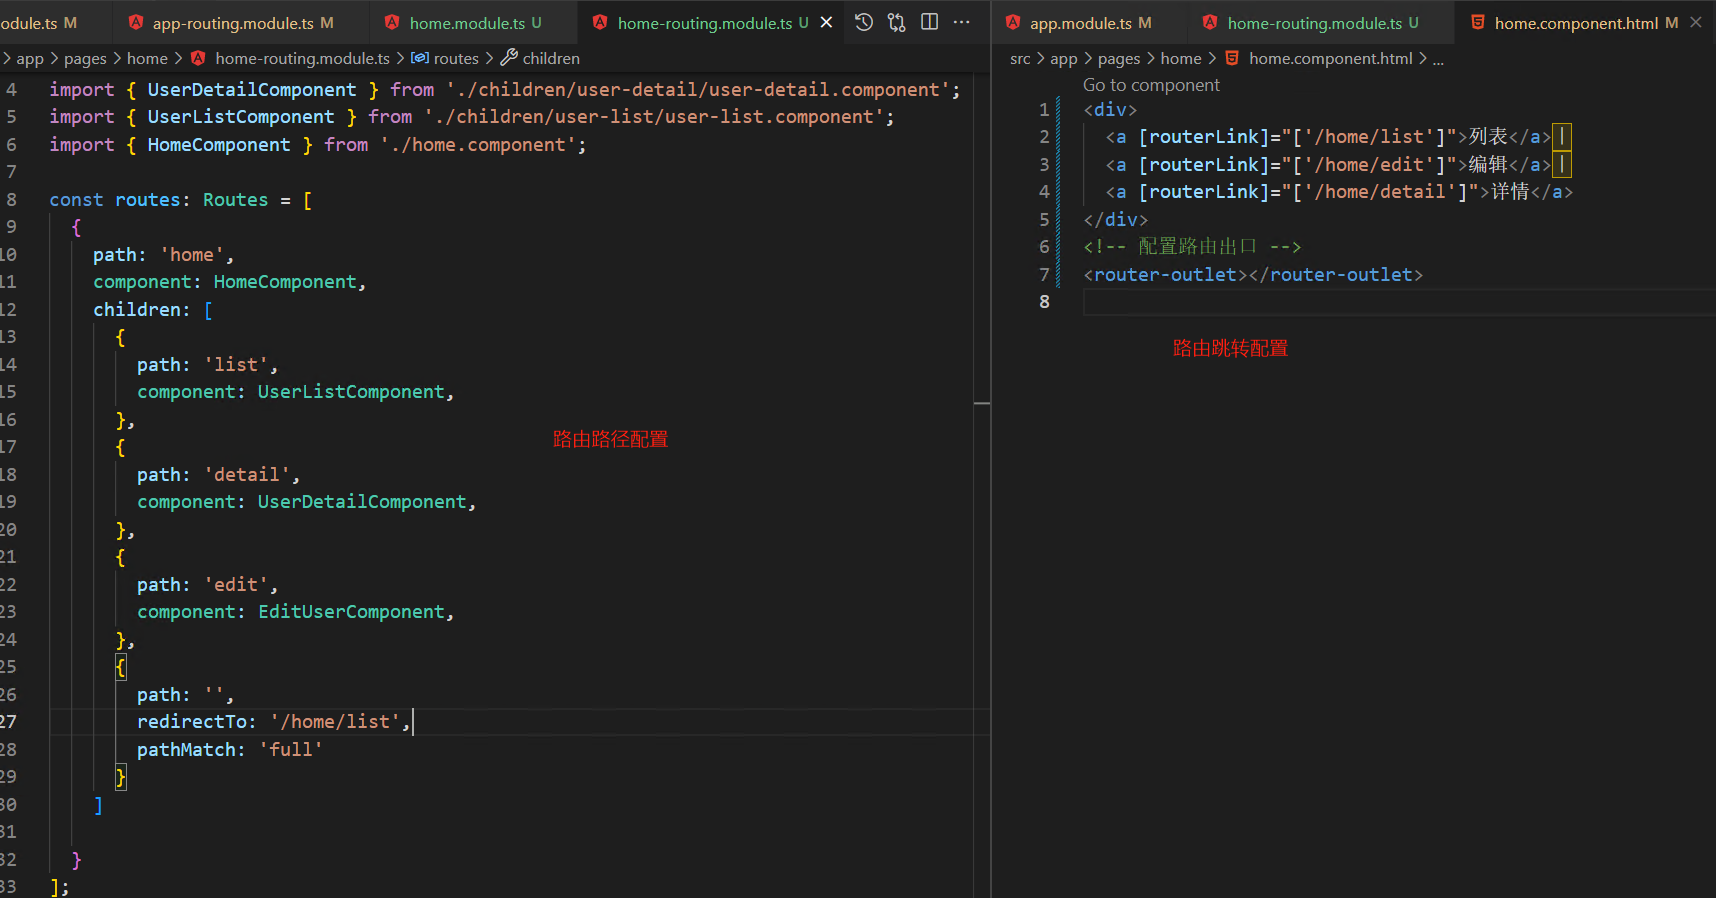 odule.ts M
app-routing.module.ts M
home.module.ts U
home-routing.module.ts U
> app > pages > home > home-routing.module.ts > routes > children
4 import { UserDetailComponent } from './children/user-detail/user-detail.component';
5 import { UserListComponent } from './children/user-list/user-list.component';
6 import { HomeComponent } from './home.component';
7
8 const routes: Routes = [
9 {
10 path: 'home',
11 component: HomeComponent,
12 children: [
13 {
14 path: 'list',
15 component: UserListComponent,
16 },
17 {
18 path: 'detail',
19 component: UserDetailComponent,
20 },
21 {
22 path: 'edit',
23 component: EditUserComponent,
24 },
25 {
26 path: '',
27 redirectTo: '/home/list',
28 pathMatch: 'full'
29 }
30 ]
31
32 }
33 ];
路由路径配置
app.module.ts M
home-routing.module.ts U
home.component.html M
src > app > pages > home > home.component.html > ...
Go to component
1 <div>
2 <a [routerLink]="['/home/list']">列表</a>|
3 <a [routerLink]="['/home/edit']">编辑</a>|
4 <a [routerLink]="['/home/detail']">详情</a>
5 </div>
6 <!-- 配置路由出口 -->
7 <router-outlet></router-outlet>
8
路由跳转配置